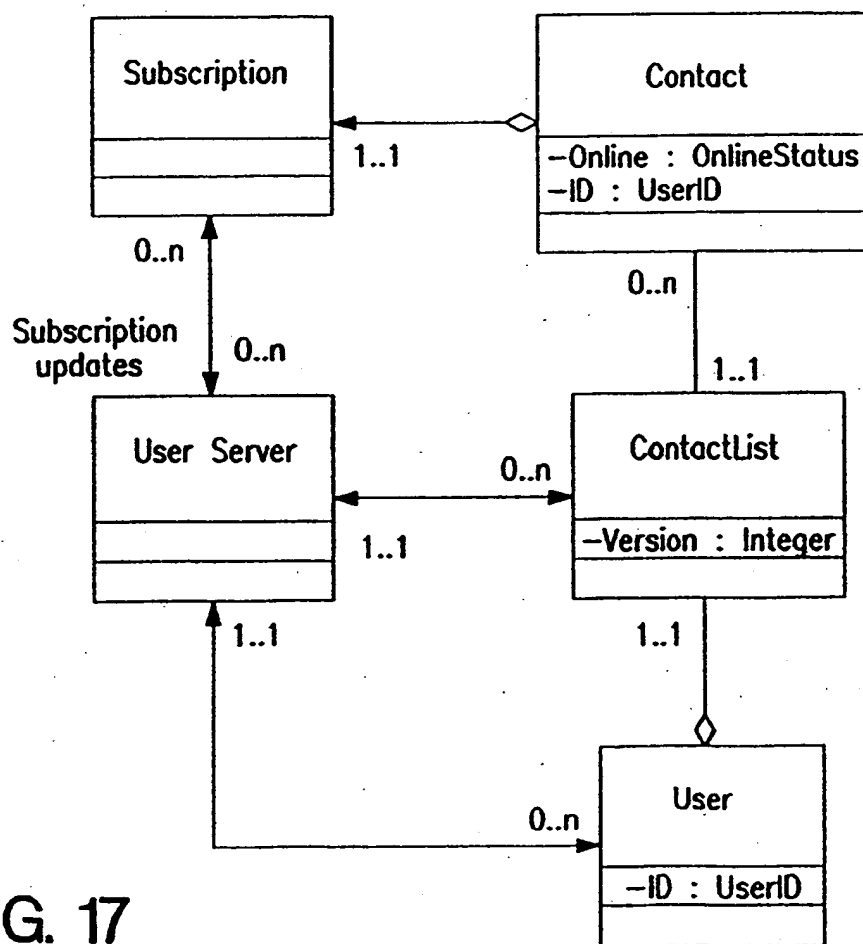 Subscription
Contact
-Online : OnlineStatus
-ID : UserID
1..1
0..n
0..n
Subscription
updates
0..n
1..1
User Server
ContactList
0..n
1..1
-Version : Integer
1..1
1..1
User
0..n
-ID : UserID
G. 17